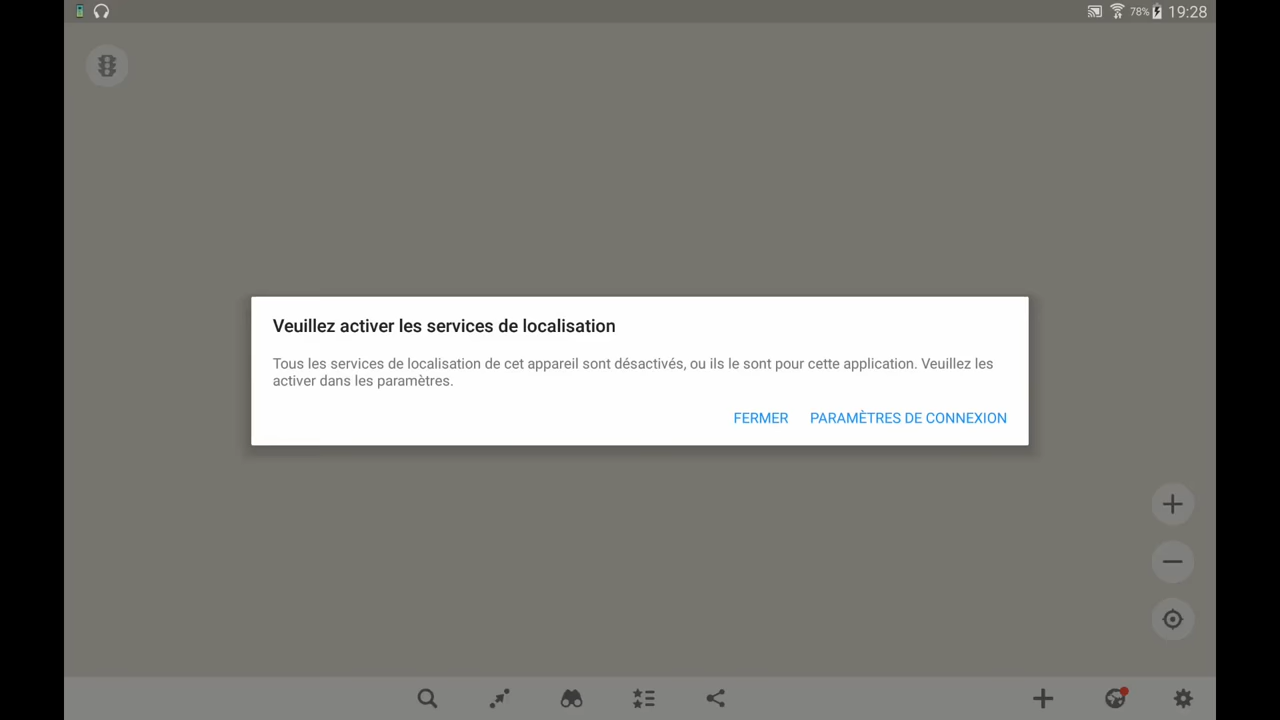 78% 19:28
Veuillez activer les services de localisation
Tous les services de localisation de cet appareil sont désactivés, ou ils le sont pour cette application. Veuillez les
activer dans les paramètres.
FERMER PARAMÈTRES DE CONNEXION